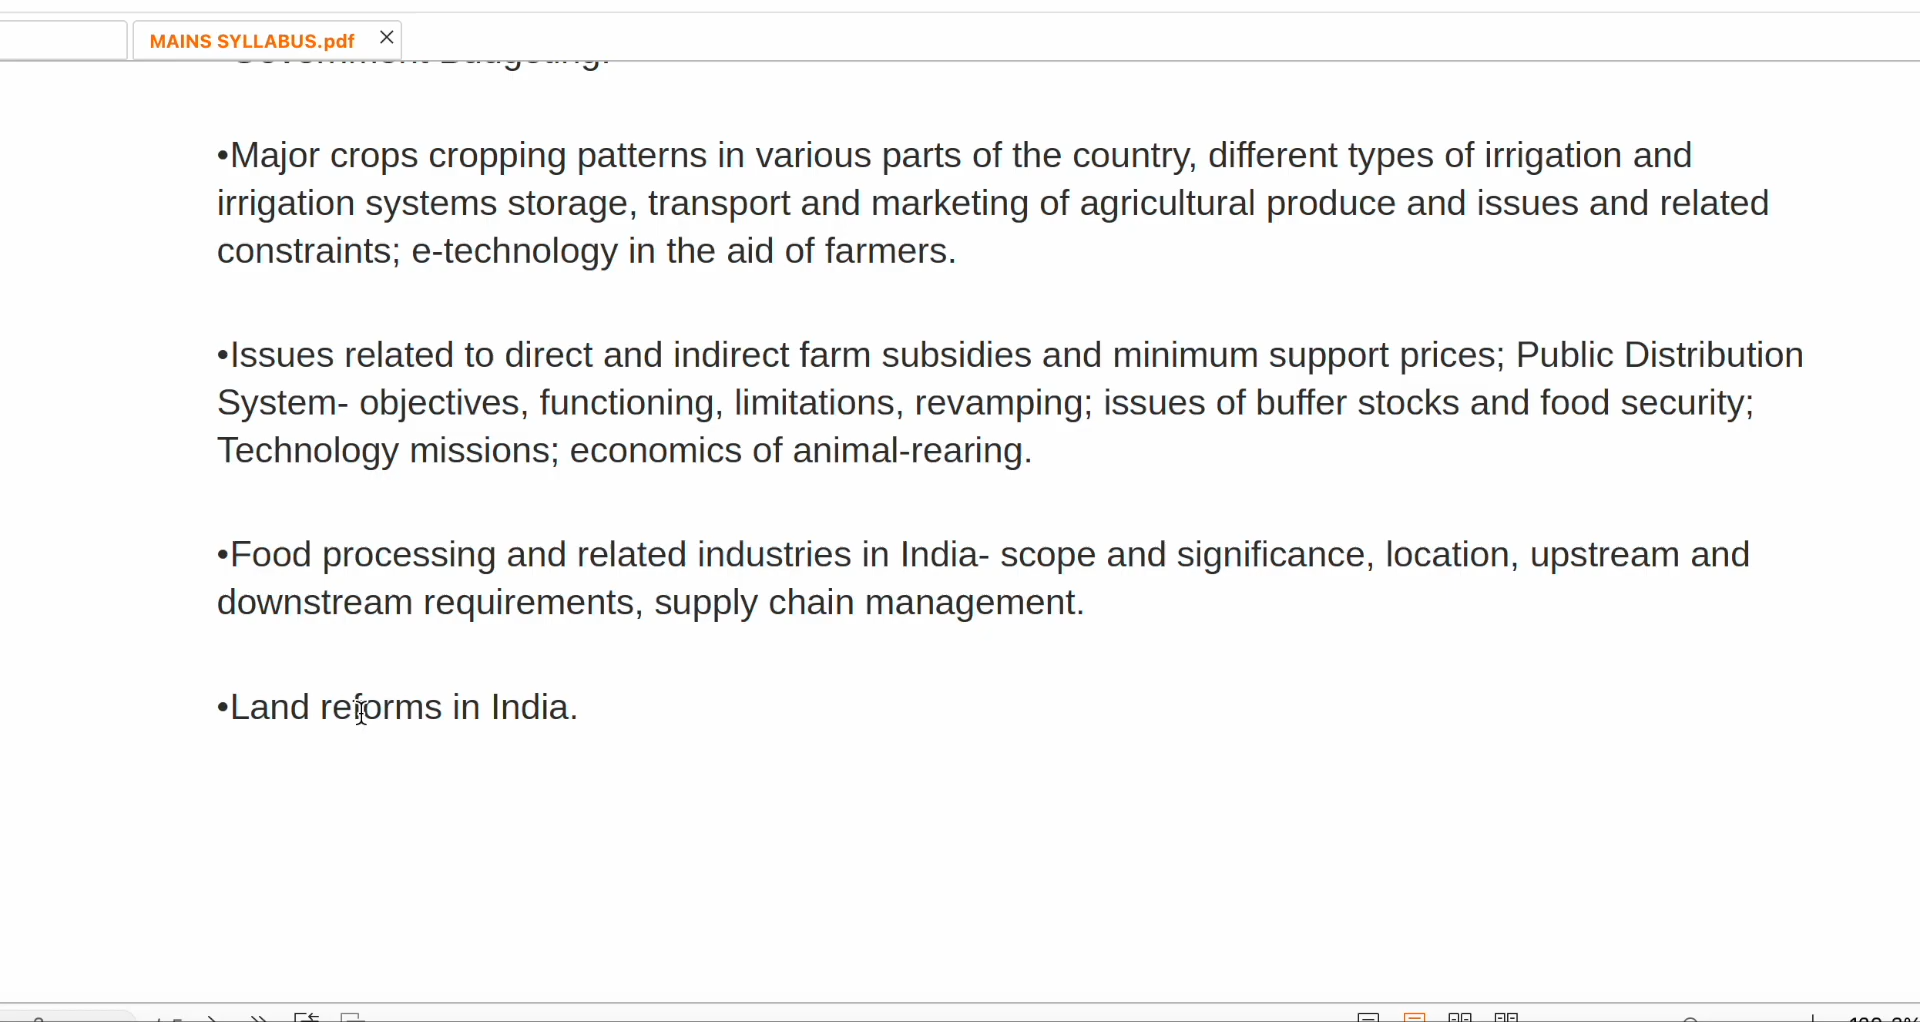 MAINS SYLLABUS.pdf
Government Budgeting.
•Major crops cropping patterns in various parts of the country, different types of irrigation and
irrigation systems storage, transport and marketing of agricultural produce and issues and related
constraints; e-technology in the aid of farmers.
•Issues related to direct and indirect farm subsidies and minimum support prices; Public Distribution
System- objectives, functioning, limitations, revamping; issues of buffer stocks and food security;
Technology missions; economics of animal-rearing.
•Food processing and related industries in India- scope and significance, location, upstream and
downstream requirements, supply chain management.
•Land reforms in India.